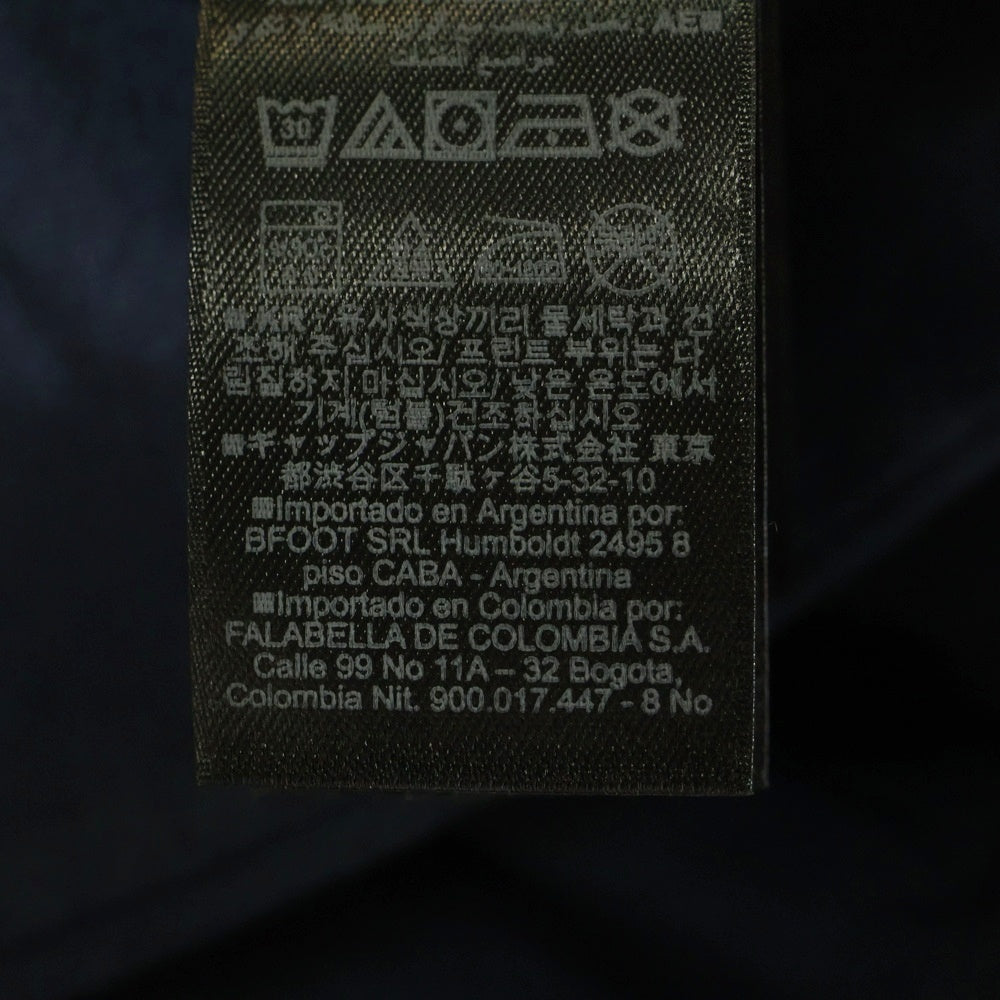 AE
30
KR : 유사색상끼리 물세탁과 건
조해 주십시오/ 프린트 부위는 다
림질하지 마십시오/ 낮은 온도에서
기계(텀블)건조하십시오
ギャップジャパン株式会社 東京
都渋谷区千駄ヶ谷5-32-10
Importado en Argentina por:
BFOOT SRL Humboldt 2495 8
piso CABA - Argentina
Importado en Colombia por:
FALABELLA DE COLOMBIA S.A.
Calle 99 No 11A – 32 Bogota,
Colombia Nit. 900.017.447 - 8 No